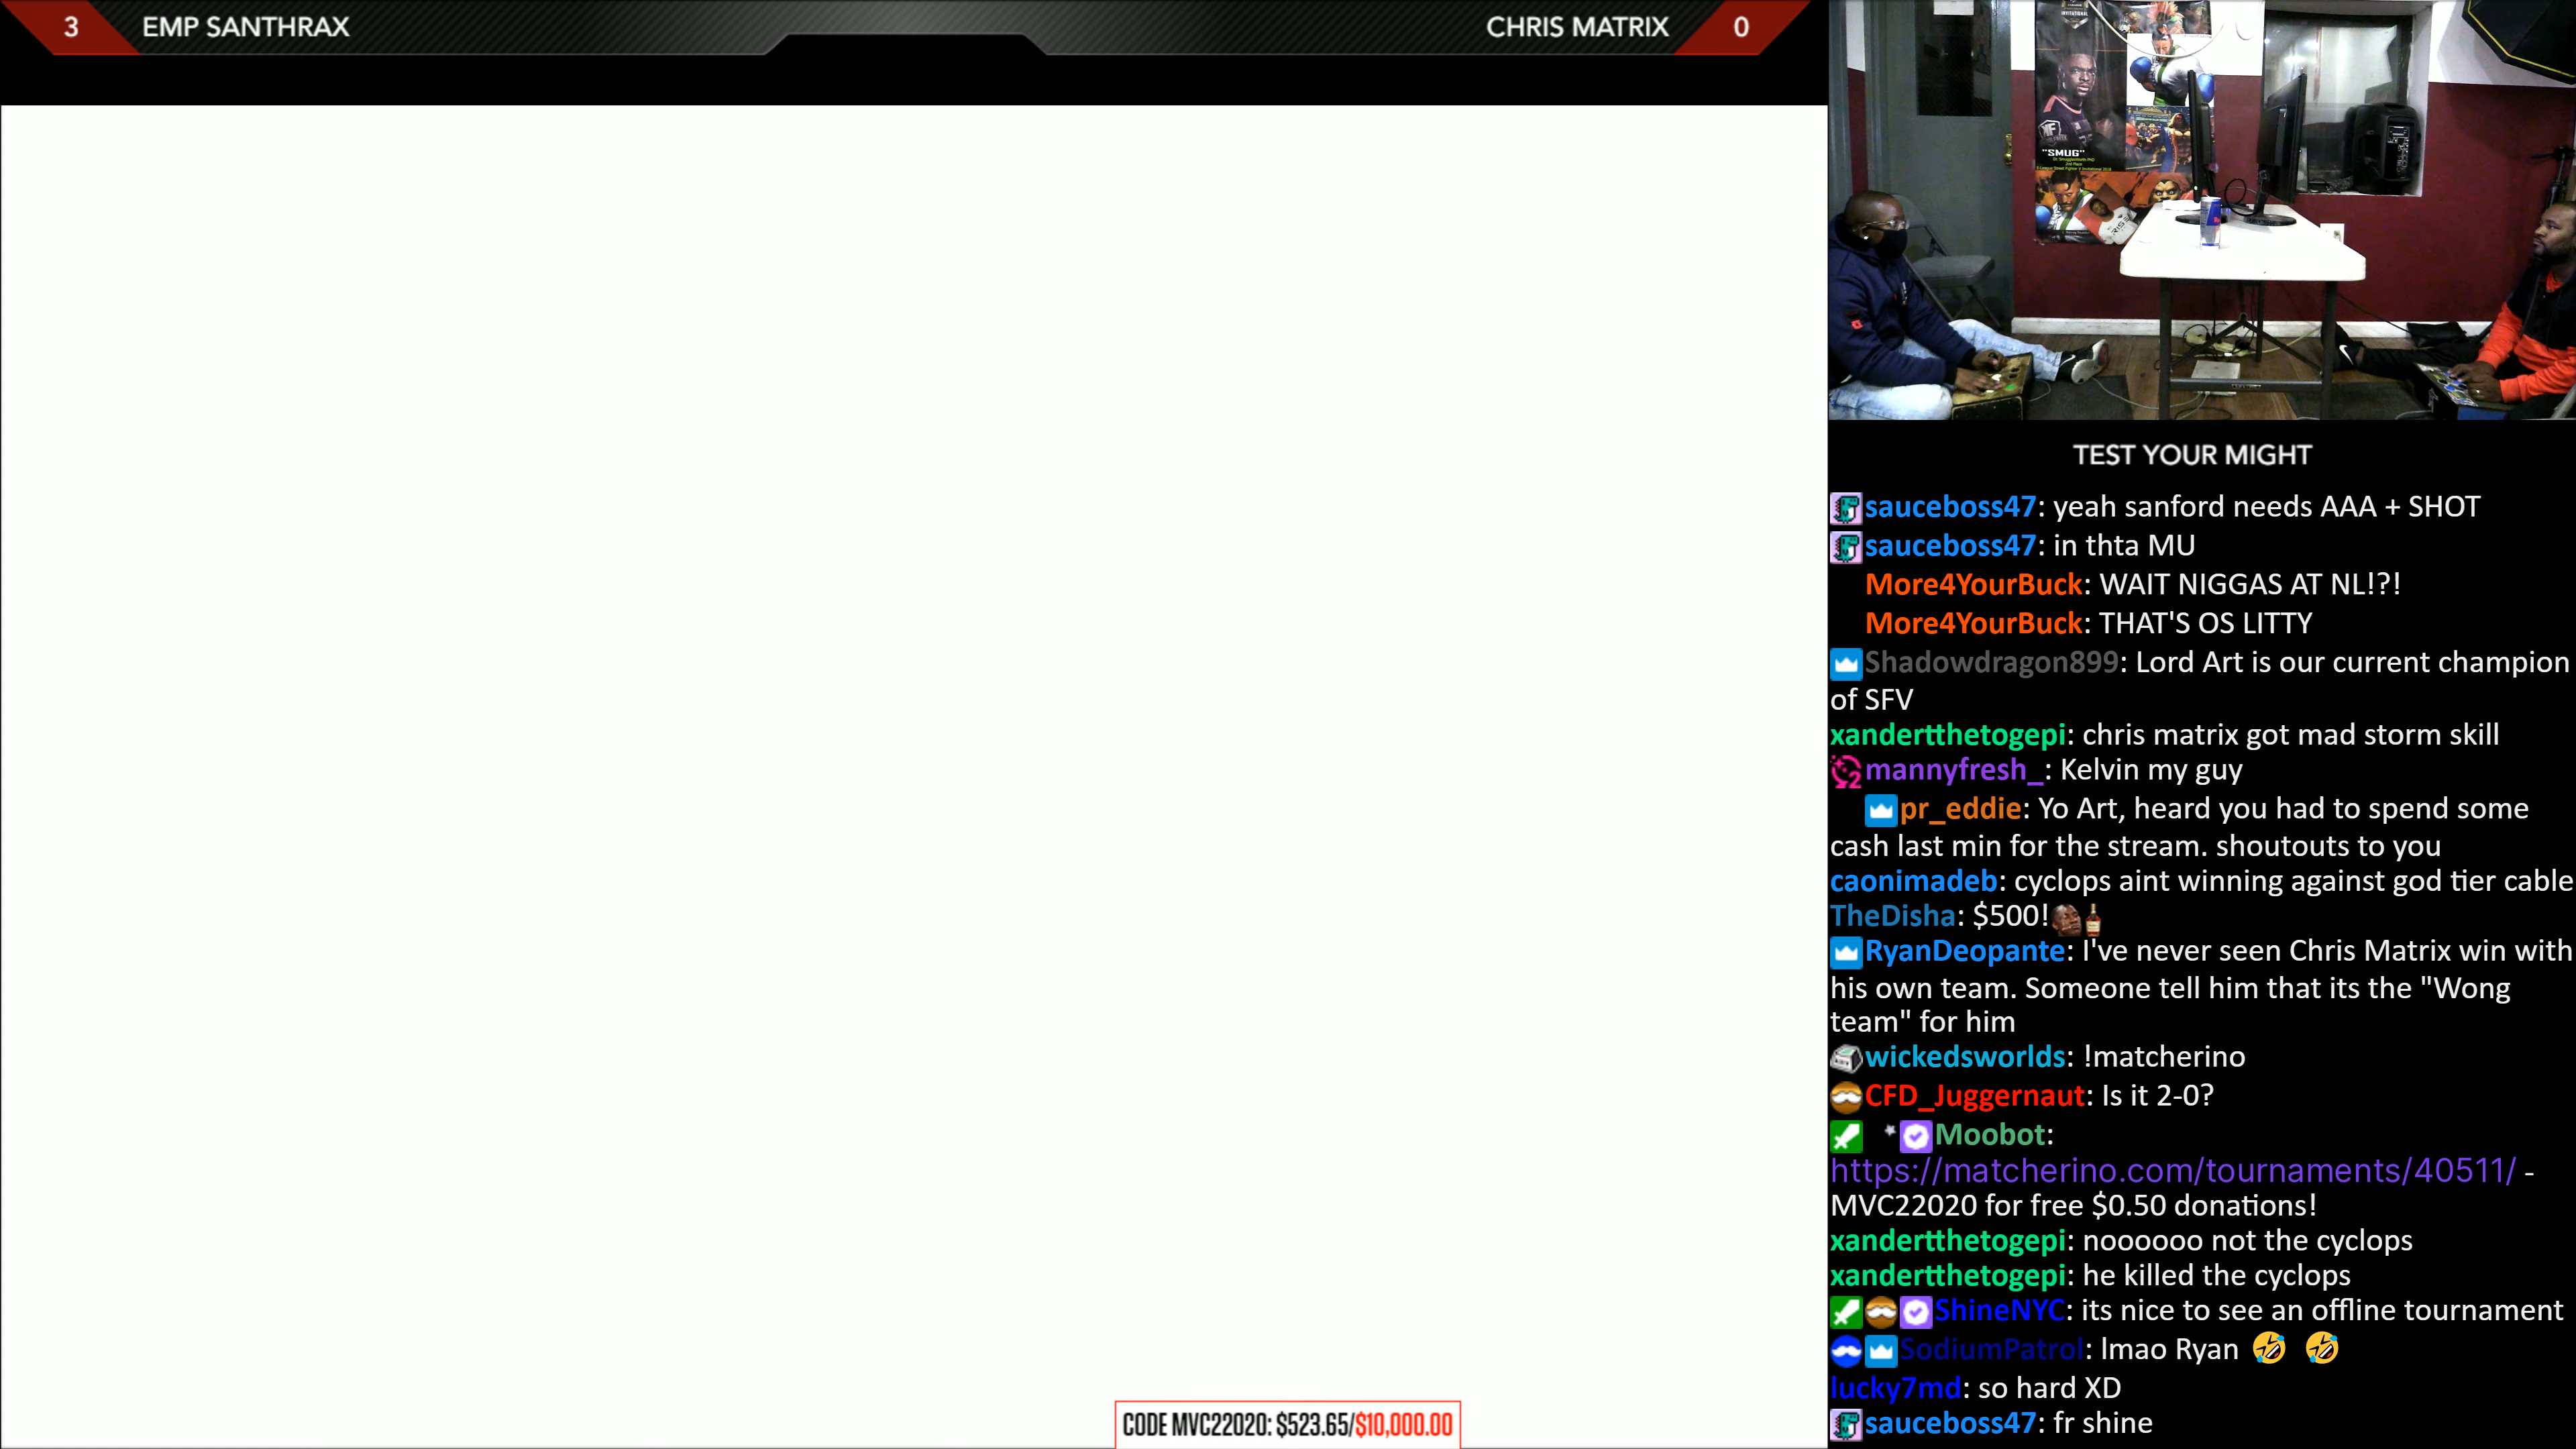 3 EMP SANTHRAX CHRIS MATRIX 0
"SMUG"
TEST YOUR MIGHT
sauceboss47: yeah sanford needs AAA + SHOT
sauceboss47: in thta MU
More4YourBuck: WAIT NIGGAS AT NL!?!
More4YourBuck: THAT'S OS LITTY
Shadowdragon899: Lord Art is our current champion
of SFV
xandertthetogepi: chris matrix got mad storm skill
mannyfresh_: Kelvin my guy
pr_eddie: Yo Art, heard you had to spend some
cash last min for the stream. shoutouts to you
caonimadeb: cyclops aint winning against god tier cable
TheDisha: $500!
RyanDeopante: I've never seen Chris Matrix win with
his own team. Someone tell him that its the "Wong
team" for him
wickedsworlds: !matcherino
CFD_Juggernaut: Is it 2-0?
Moobot:
https://matcherino.com/tournaments/40511/ -
MVC22020 for free $0.50 donations!
xandertthetogepi: noooooo not the cyclops
xandertthetogepi: he killed the cyclops
ShineNYC: its nice to see an offline tournament
SodiumPatrol: lmao Ryan 🤣 🤣
lucky7md: so hard XD
sauceboss47: fr shine
CODE MVC22020: $523.65/$10,000.00